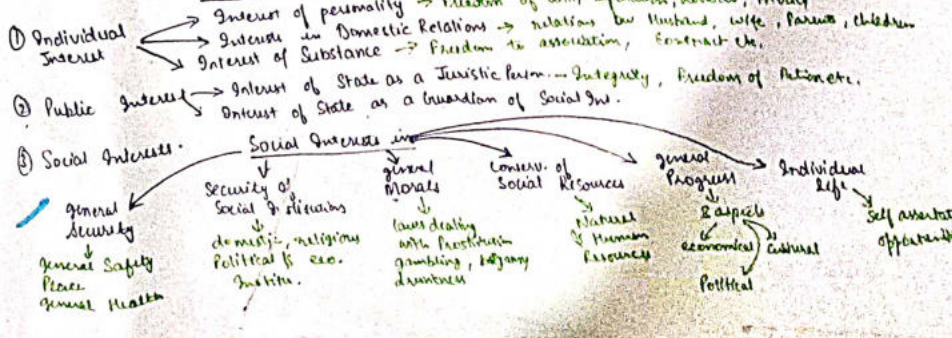 Interest of personality →
① Individual Interest
Interests in Domestic Relations → relations bw Husband, wife, Parents, children
Interest of Substance → Freedom to association, Contract etc.
② Public Interest → Interest of State as a Juristic Person. – Integrity, Freedom of Action etc.
Interest of State as a Guardian of Social Int.
③ Social Interests.
Social Interests in
general Security
general Safety
Peace
general Health
Security of Social Institutions
domestic, religious
Political & eco.
Institu.
general Morals
laws dealing
with Prostitution
gambling, bigamy
drunkness
Conserv. of Social Resources
Natural
& Human
Resources
general Progress
3 aspects
economical
Cultural
Political
Individual life
Self assertat